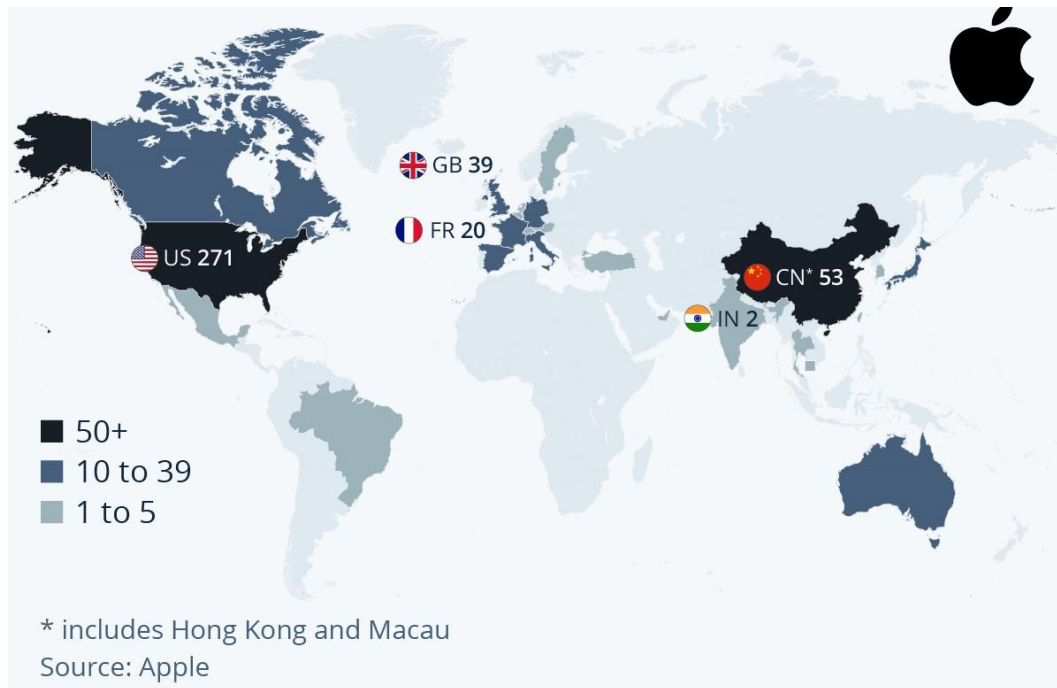 GB 39
FR 20
US 271
CN* 53
IN 2
50+
10 to 39
1 to 5
* includes Hong Kong and Macau
Source: Apple